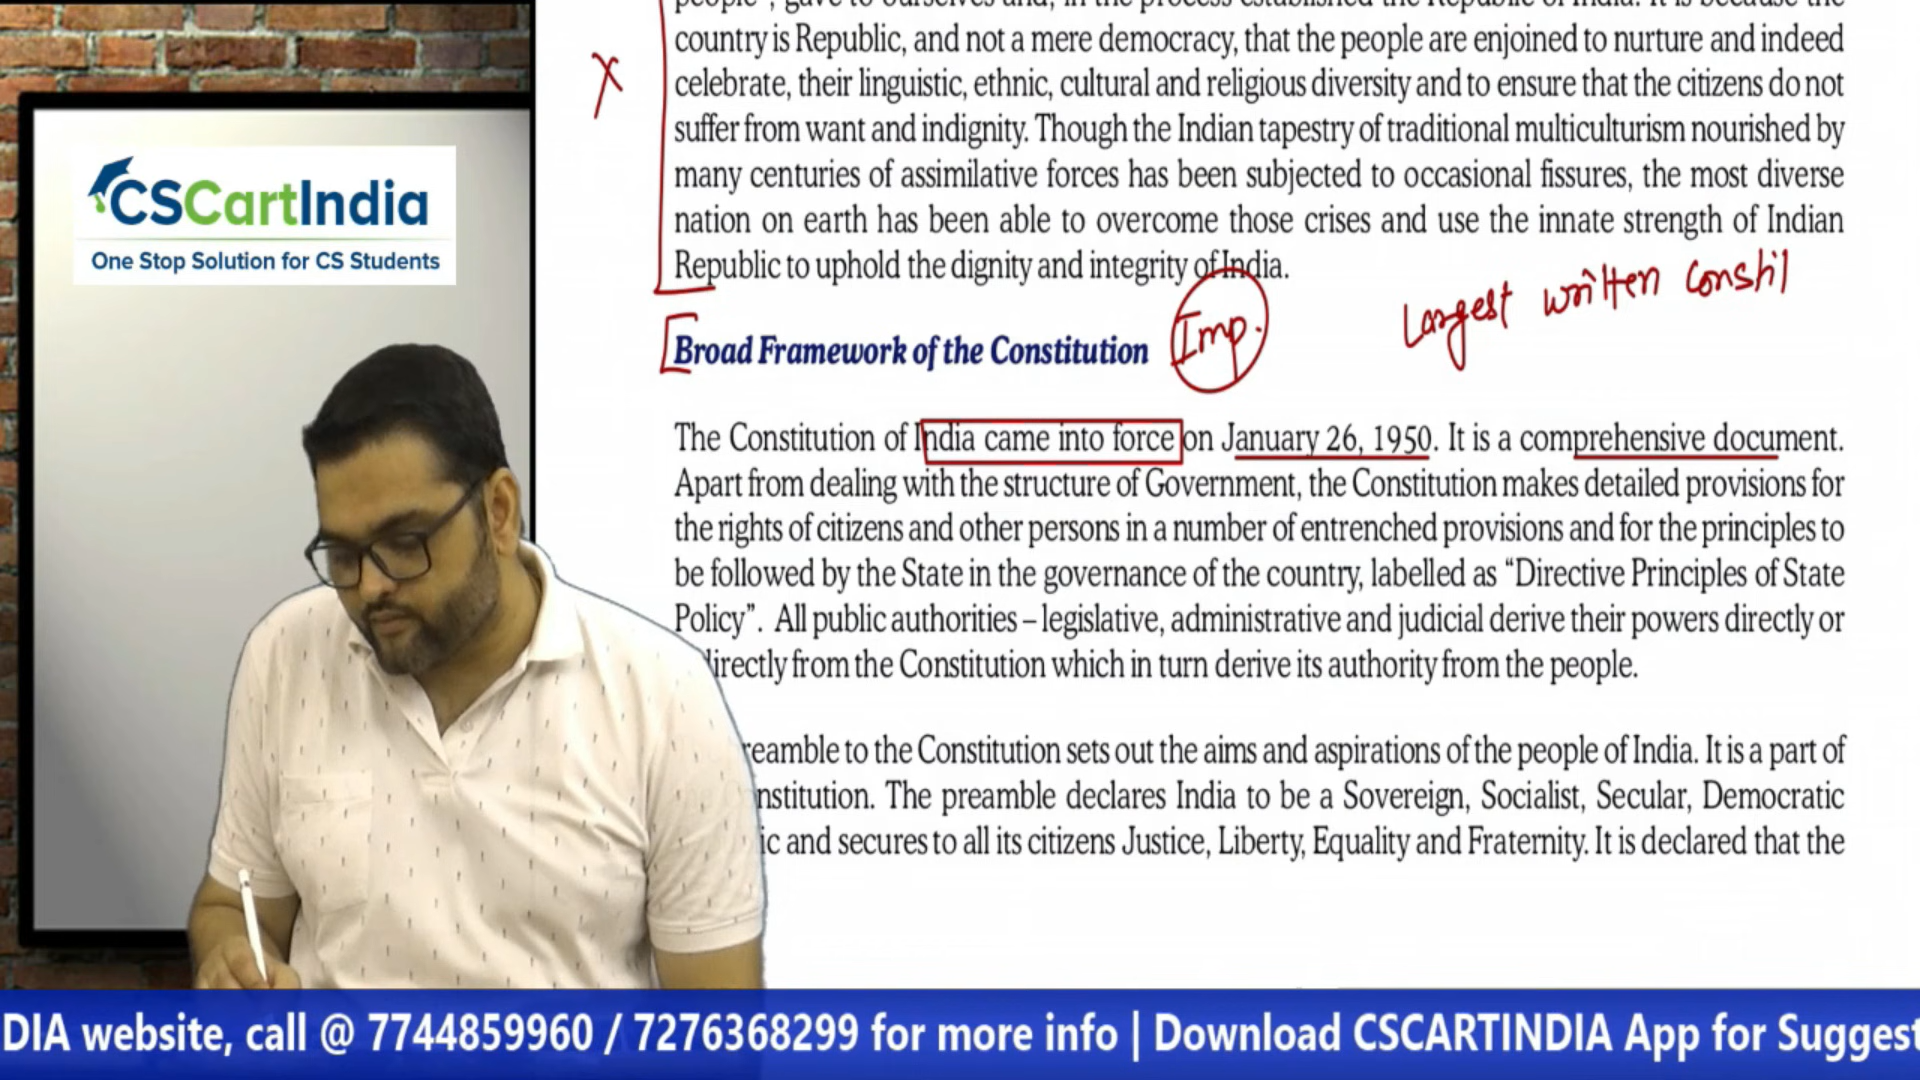 CSCartIndia
One Stop Solution for CS Students
country is Republic, and not a mere democracy, that the people are enjoined to nurture and indeed
celebrate, their linguistic, ethnic, cultural and religious diversity and to ensure that the citizens do not
suffer from want and indignity. Though the Indian tapestry of traditional multiculturism nourished by
many centuries of assimilative forces has been subjected to occasional fissures, the most diverse
nation on earth has been able to overcome those crises and use the innate strength of Indian
Republic to uphold the dignity and integrity of India.
X
Largest written consti
Broad Framework of the Constitution
Imp.
The Constitution of India came into force on January 26, 1950. It is a comprehensive document.
Apart from dealing with the structure of Government, the Constitution makes detailed provisions for
the rights of citizens and other persons in a number of entrenched provisions and for the principles to
be followed by the State in the governance of the country, labelled as “Directive Principles of State
Policy”. All public authorities – legislative, administrative and judicial derive their powers directly or
directly from the Constitution which in turn derive its authority from the people.
reamble to the Constitution sets out the aims and aspirations of the people of India. It is a part of
nstitution. The preamble declares India to be a Sovereign, Socialist, Secular, Democratic
ic and secures to all its citizens Justice, Liberty, Equality and Fraternity. It is declared that the
DIA website, call @ 7744859960 / 7276368299 for more info | Download CSCARTINDIA App for Suggest